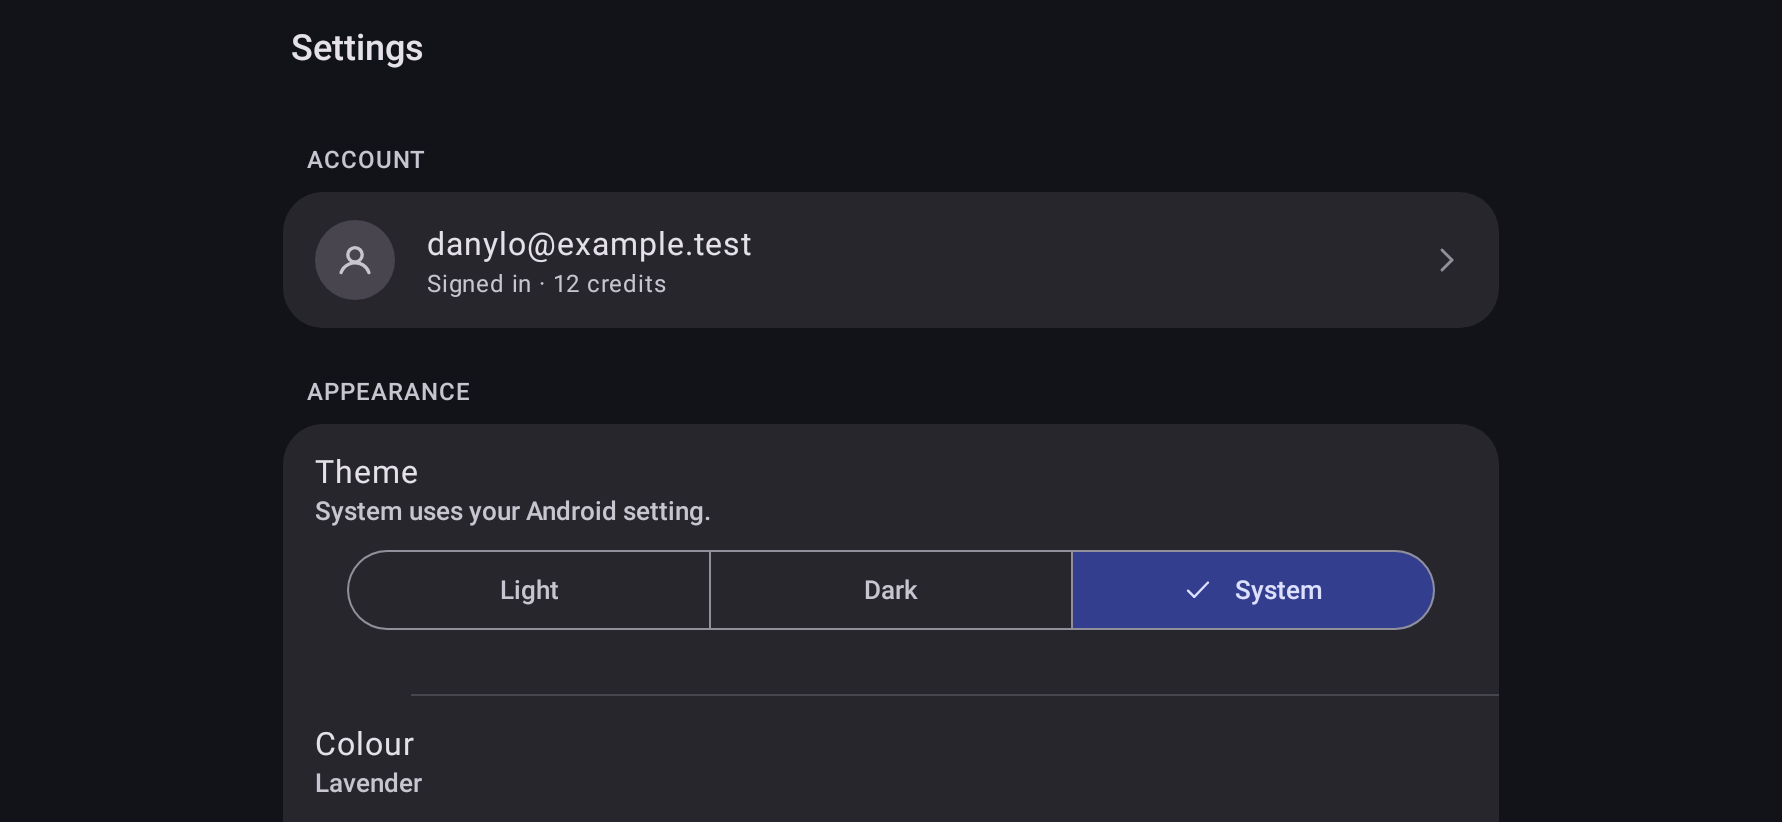 Settings
ACCOUNT
danylo@example.test
Signed in · 12 credits
APPEARANCE
Theme
System uses your Android setting.
Light
Dark
System
Colour
Lavender